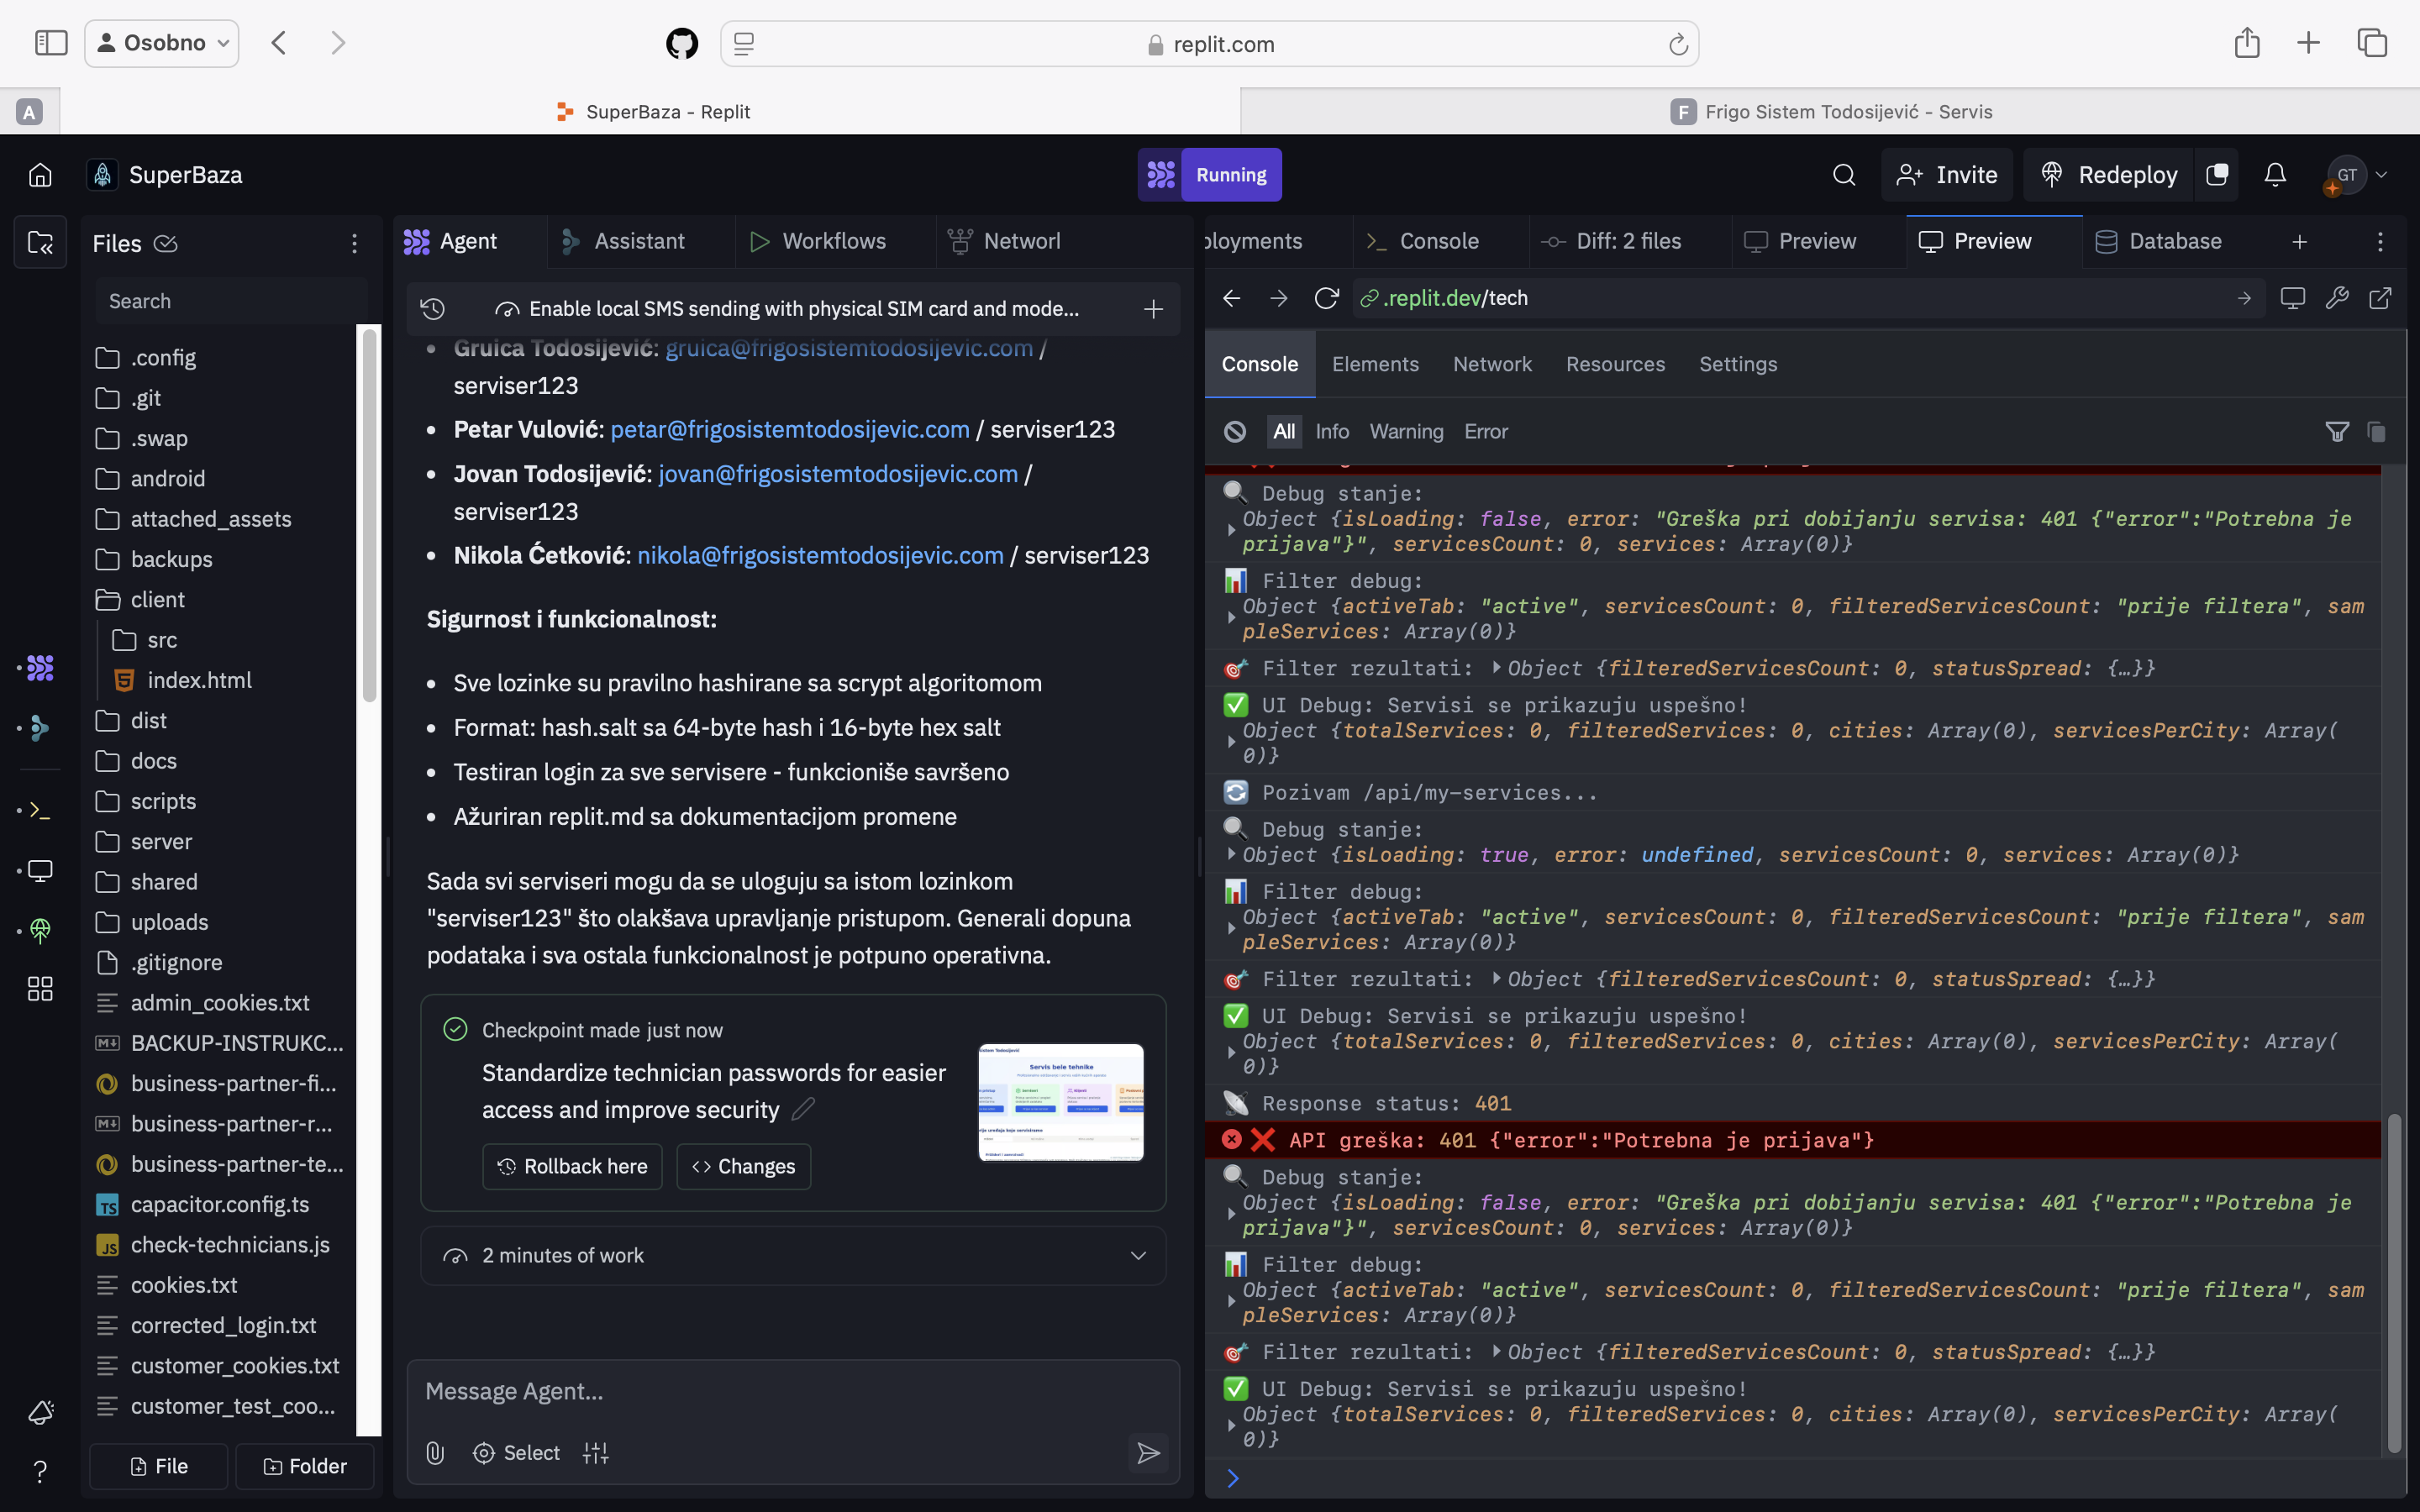 Osobno
replit.com
A
SuperBaza - Replit
F
Frigo Sistem Todosijević - Servis
SuperBaza
Running
Invite
Redeploy
GT
Files
Search
.config
.git
.swap
android
attached_assets
backups
client
src
index.html
dist
docs
scripts
server
shared
uploads
.gitignore
admin_cookies.txt
BACKUP-INSTRUKC...
business-partner-fi...
business-partner-r...
business-partner-te...
capacitor.config.ts
check-technicians.js
cookies.txt
corrected_login.txt
customer_cookies.txt
customer_test_coo...
File
Folder
Agent
Assistant
Workflows
Networl
Enable local SMS sending with physical SIM card and mode...
Gruica Todosijević: gruica@frigosistemtodosijevic.com /
serviser123
Petar Vulović: petar@frigosistemtodosijevic.com / serviser123
Jovan Todosijević: jovan@frigosistemtodosijevic.com /
serviser123
Nikola Ćetković: nikola@frigosistemtodosijevic.com / serviser123
Sigurnost i funkcionalnost:
Sve lozinke su pravilno hashirane sa scrypt algoritomom
Format: hash.salt sa 64-byte hash i 16-byte hex salt
Testiran login za sve servisere - funkcioniše savršeno
Ažuriran replit.md sa dokumentacijom promene
Sada svi serviseri mogu da se uloguju sa istom lozinkom
"serviser123" što olakšava upravljanje pristupom. Generali dopuna
podataka i sva ostala funkcionalnost je potpuno operativna.
Checkpoint made just now
Standardize technician passwords for easier
access and improve security
Rollback here
Changes
Servis bele tehnike
2 minutes of work
Message Agent...
Select
ployments
Console
Diff: 2 files
Preview
Preview
Database
.replit.dev/tech
Console
Elements
Network
Resources
Settings
All
Info
Warning
Error
Debug stanje:
Object {isLoading: false, error: "Greška pri dobijanju servisa: 401 {"error":"Potrebna je
prijava"}", servicesCount: 0, services: Array(0)}
Filter debug:
Object {activeTab: "active", servicesCount: 0, filteredServicesCount: "prije filtera", sam
pleServices: Array(0)}
Filter rezultati: Object {filteredServicesCount: 0, statusSpread: {…}}
UI Debug: Servisi se prikazuju uspešno!
Object {totalServices: 0, filteredServices: 0, cities: Array(0), servicesPerCity: Array(
0)}
Pozivam /api/my-services...
Debug stanje:
Object {isLoading: true, error: undefined, servicesCount: 0, services: Array(0)}
Filter debug:
Object {activeTab: "active", servicesCount: 0, filteredServicesCount: "prije filtera", sam
pleServices: Array(0)}
Filter rezultati: Object {filteredServicesCount: 0, statusSpread: {…}}
UI Debug: Servisi se prikazuju uspešno!
Object {totalServices: 0, filteredServices: 0, cities: Array(0), servicesPerCity: Array(
0)}
Response status: 401
API greška: 401 {"error":"Potrebna je prijava"}
Debug stanje:
Object {isLoading: false, error: "Greška pri dobijanju servisa: 401 {"error":"Potrebna je
prijava"}", servicesCount: 0, services: Array(0)}
Filter debug:
Object {activeTab: "active", servicesCount: 0, filteredServicesCount: "prije filtera", sam
pleServices: Array(0)}
Filter rezultati: Object {filteredServicesCount: 0, statusSpread: {…}}
UI Debug: Servisi se prikazuju uspešno!
Object {totalServices: 0, filteredServices: 0, cities: Array(0), servicesPerCity: Array(
0)}